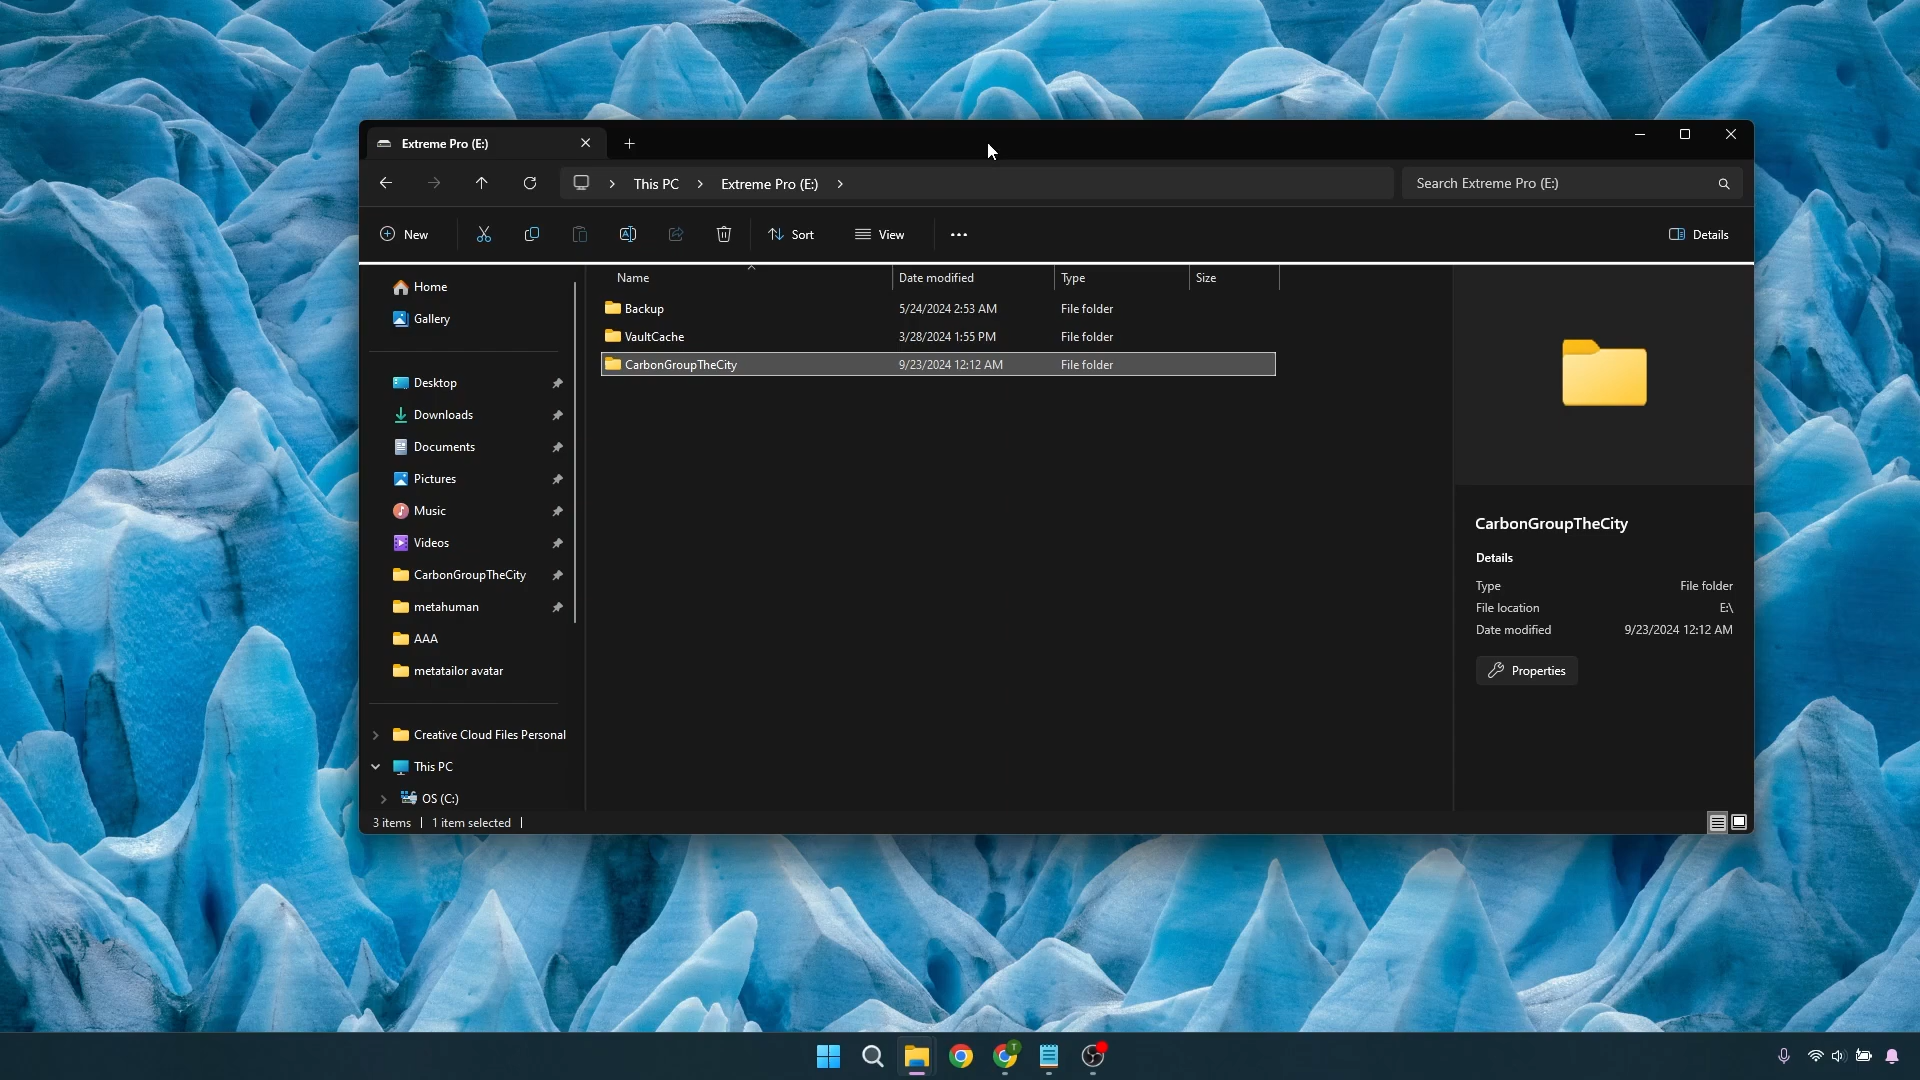 Extreme Pro (E:)
This PC
Extreme Pro (E:)
Search Extreme Pro (E:)
New
Sort
View
Details
Home
Gallery
Desktop
Downloads
Documents
Pictures
Music
Videos
CarbonGroupTheCity
metahuman
AAA
metatailor avatar
Creative Cloud Files Personal
This PC
OS (C:)
Name Date modified Type Size
Backup 5/24/2024 2:53 AM File folder
VaultCache 3/28/2024 1:55 PM File folder
CarbonGroupTheCity 9/23/2024 12:12 AM File folder
CarbonGroupTheCity
Details
Type File folder
File location E:\
Date modified 9/23/2024 12:12 AM
Properties
3 items 1 item selected
T